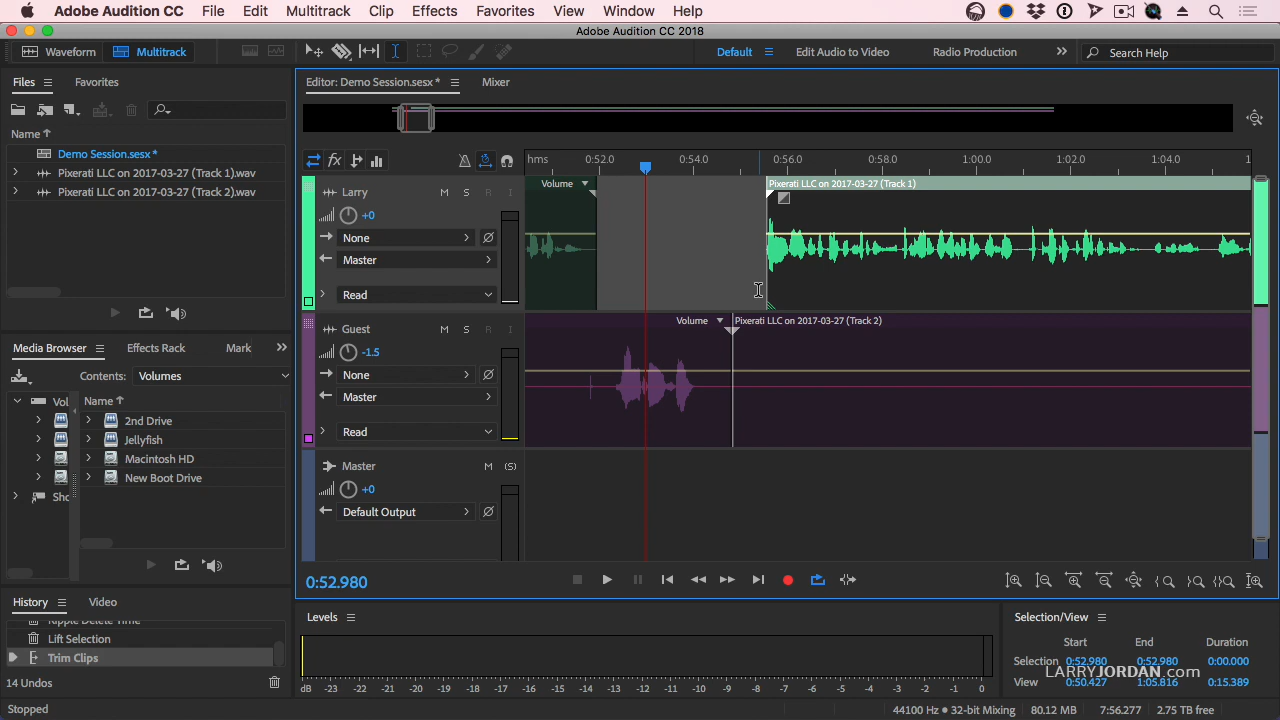 Adobe Audition CC File Edit Multitrack Clip Effects Favorites View Window Help
Adobe Audition CC 2018
Waveform Multitrack Default Edit Audio to Video Radio Production Search Help
Files Favorites Editor: Demo Session.sesx * Mixer
Name
Demo Session.sesx *
Pixerati LLC on 2017-03-27 (Track 1).wav
Pixerati LLC on 2017-03-27 (Track 2).wav
hms 0:52.0 0:54.0 0:56.0 0:58.0 1:00.0 1:02.0 1:04.0 1
Larry M S R I Volume Pixerati LLC on 2017-03-27 (Track 1)
+0
None
Master
Read
Guest M S R I Volume Pixerati LLC on 2017-03-27 (Track 2)
-1.5
None
Master
Read
Master M (S)
+0
Default Output
Media Browser Effects Rack Mark
Contents: Volumes
Vol Name
2nd Drive
Jellyfish
Macintosh HD
New Boot Drive
Sho
0:52.980
History Video
Ripple Delete Time
Lift Selection
Trim Clips
14 Undos
Levels
dB -23 -22 -21 -20 -19 -18 -17 -16 -15 -14 -13 -12 -11 -10 -9 -8 -7 -6 -5 -4 -3 -2 -1 0
Selection/View
Start End Duration
Selection 0:52.980 0:52.980 0:00.000
LARRYJORDAN.com
View 0:50.427 1:05.816 0:15.389
Stopped 44100 Hz ● 32-bit Mixing 80.12 MB 7:56.277 2.75 TB free